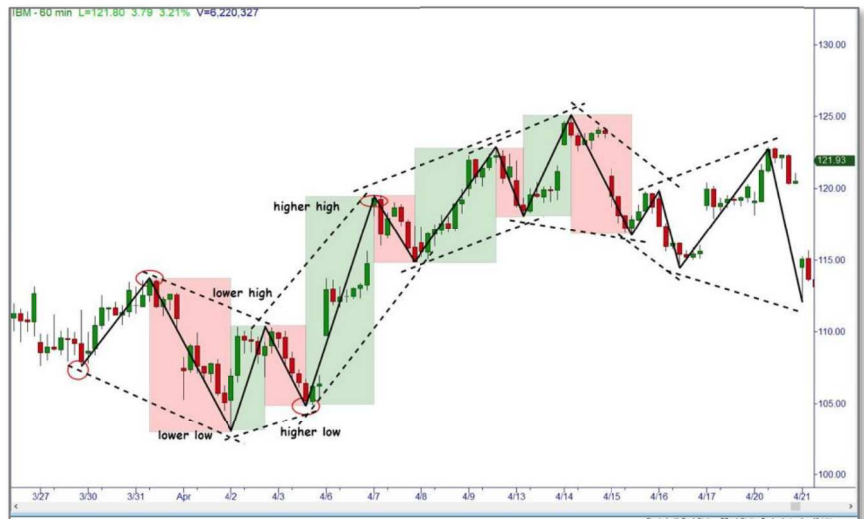 IBM - 60 min L=121.80 3.79 3.21% V=6,220,327
130.00
125.00
121.93
120.00
higher high
115.00
lower high
110.00
105.00
lower low
higher low
100.00
3/27 3/30 3/31 Apr 4/2 4/3 4/6 4/7 4/8 4/9 4/13 4/14 4/15 4/16 4/17 4/20 4/21